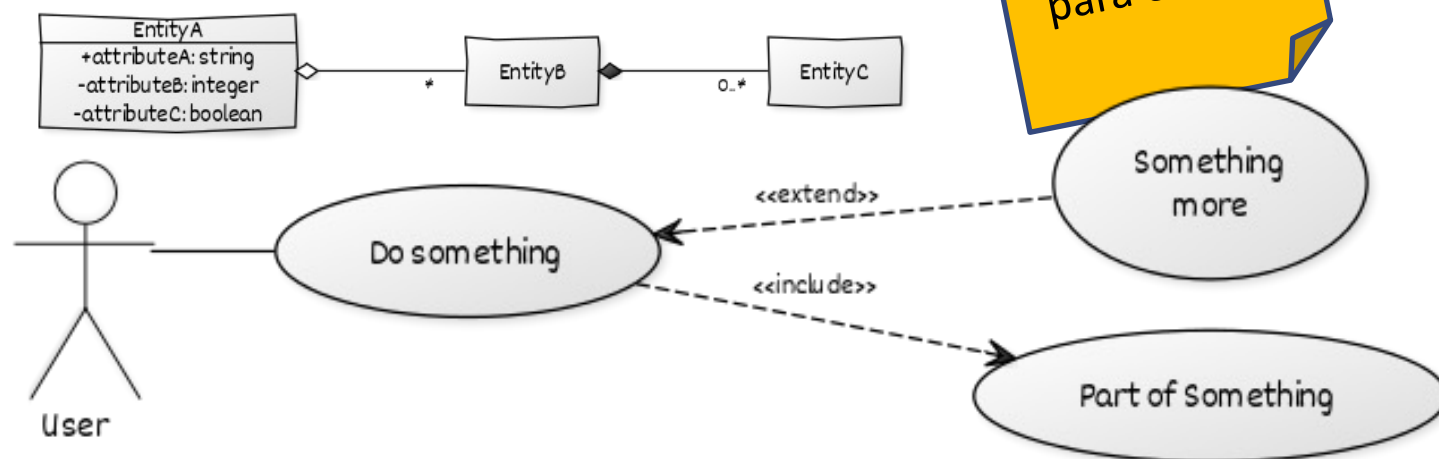 para
EntityA
+attributeA: string
-attributeB: integer
-attributeC: boolean
*
EntityB
0..*
EntityC
Something
more
<<extend>>
Do something
<<include>>
Part of Something
User